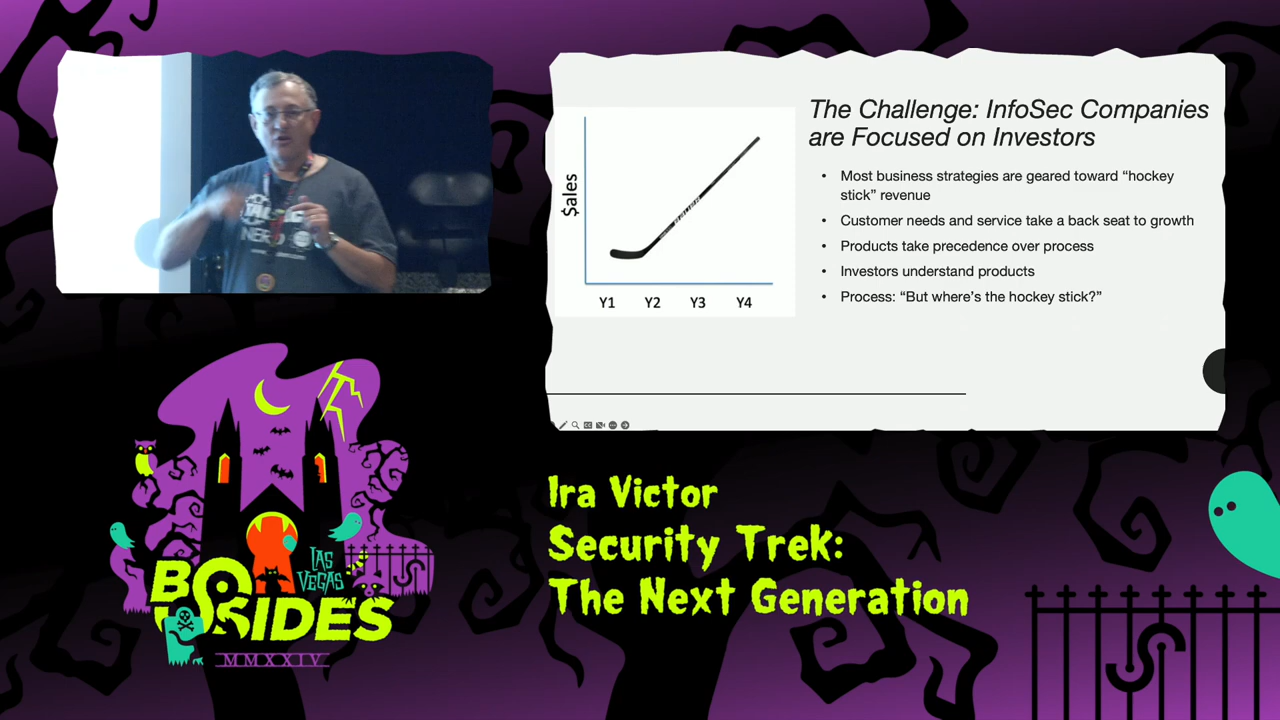 The Challenge: InfoSec Companies
are Focused on Investors
$ales
BAUER
Y1 Y2 Y3 Y4
• Most business strategies are geared toward “hockey
stick” revenue
• Customer needs and service take a back seat to growth
• Products take precedence over process
• Investors understand products
• Process: “But where’s the hockey stick?”
LAS
VEGAS
BSIDES
MMXXIV
Ira Victor
Security Trek:
The Next Generation